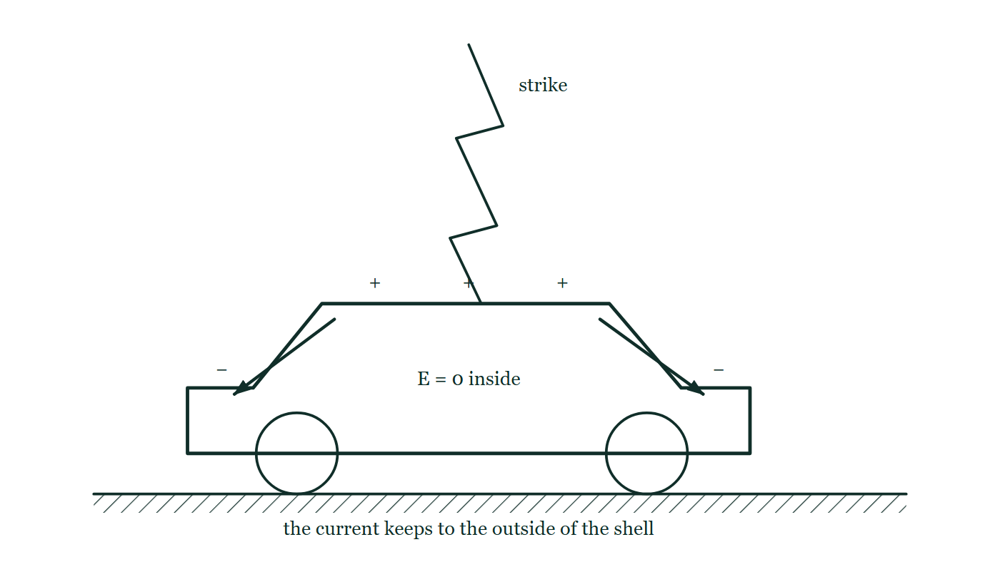 strike
+ + +
− −
E = 0 inside
the current keeps to the outside of the shell